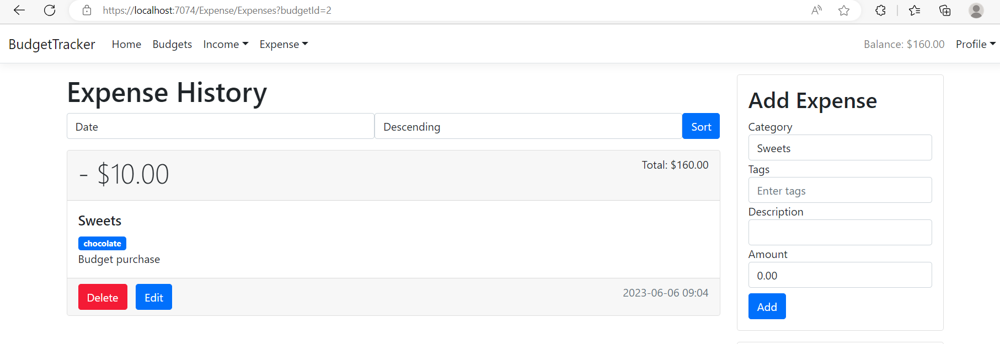 https://localhost:7074/Expense/Expenses?budgetId=2
BudgetTracker Home Budgets Income Expense Balance: $160.00 Profile
Expense History
Date Descending Sort
- $10.00 Total: $160.00
Sweets
chocolate
Budget purchase
Delete Edit 2023-06-06 09:04
Add Expense
Category
Sweets
Tags
Enter tags
Description
Amount
0.00
Add